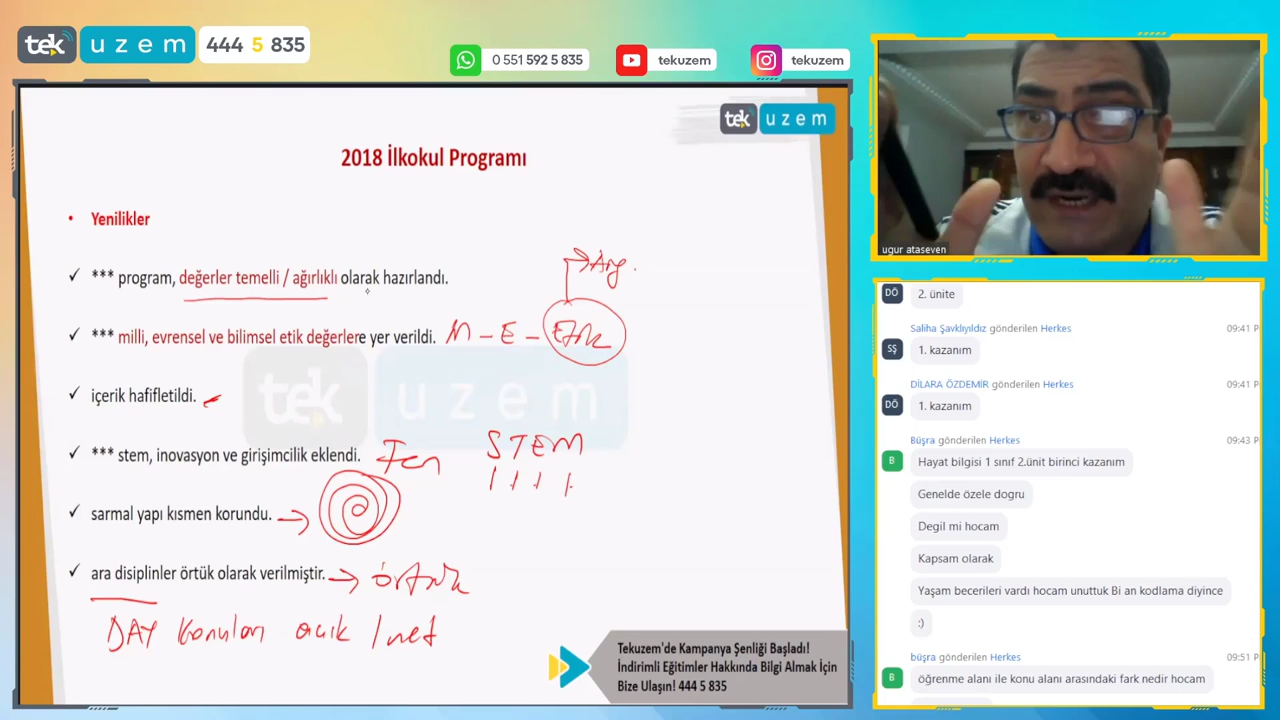 tek uzem 444 5 835
0 551 592 5 835
tekuzem
tekuzem
tek uzem
2018 İlkokul Programı
• Yenilikler
✓ *** program, değerler temelli / ağırlıklı olarak hazırlandı.
✓ *** milli, evrensel ve bilimsel etik değerlere yer verildi. M - E - Etik
✓ içerik hafifletildi.
tek uzem
✓ *** stem, inovasyon ve girişimcilik eklendi. Fen STEM
✓ sarmal yapı kısmen korundu.
✓ ara disiplinler örtük olarak verilmiştir. → örtük
DAY konuları açık / net
Tekuzem'de Kampanya Şenliği Başladı!
İndirimli Eğitimler Hakkında Bilgi Almak İçin
Bize Ulaşın! 444 5 835
ugur ataseven
DÖ 2. ünite
Saliha Şavklıyıldız gönderilen Herkes 09:41
SŞ 1. kazanım
DİLARA ÖZDEMİR gönderilen Herkes 09:41
DÖ 1. kazanım
Büşra gönderilen Herkes 09:43
B Hayat bilgisi 1 sınıf 2.ünit birinci kazanım
Genelde özele dogru
Degil mi hocam
Kapsam olarak
Yaşam becerileri vardı hocam unuttuk Bi an kodlama diyince
:)
büşra gönderilen Herkes 09:51
B öğrenme alanı ile konu alanı arasındaki fark nedir hocam